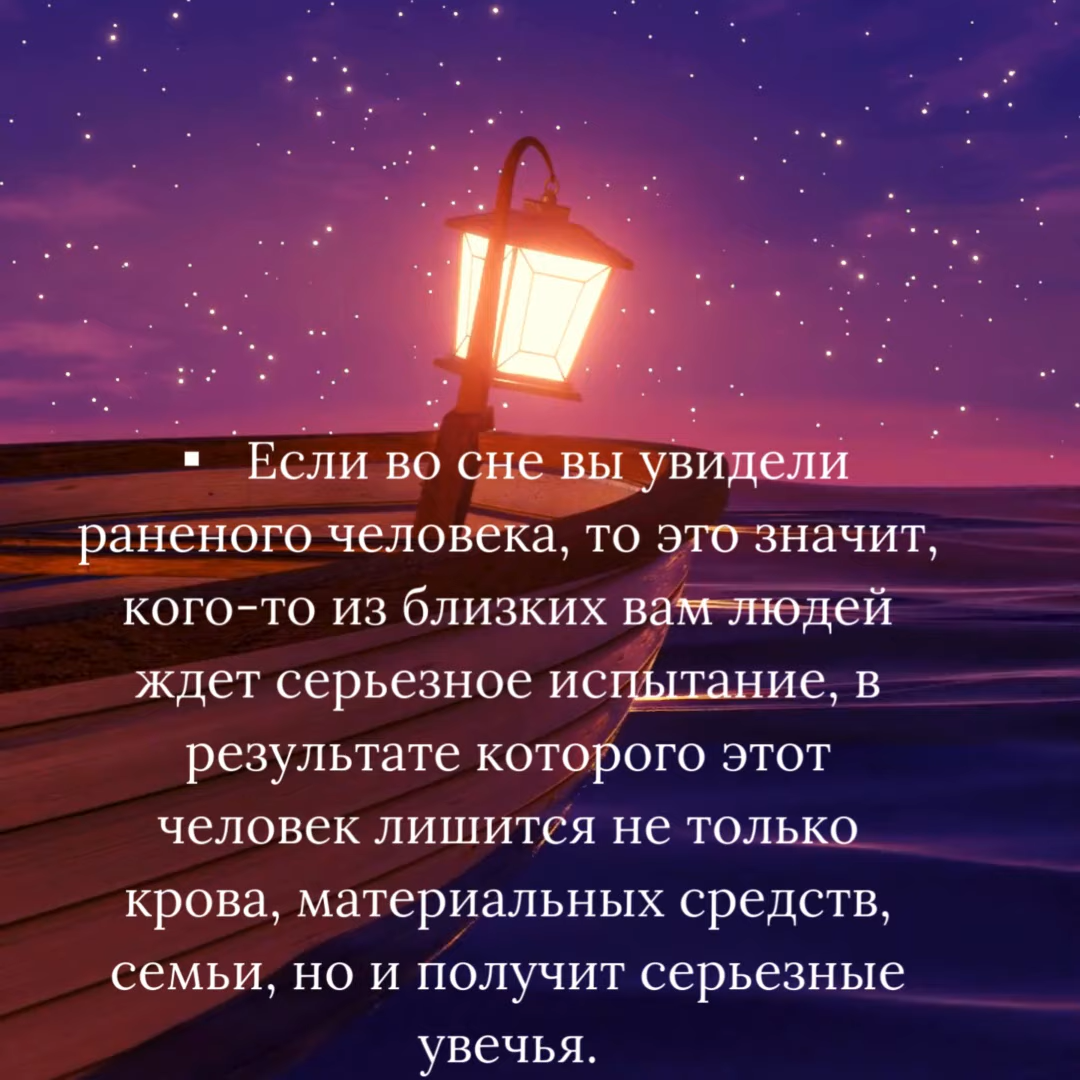 ▪ Если во сне вы увидели
раненого человека, то это значит,
кого-то из близких вам людей
ждет серьезное испытание, в
результате которого этот
человек лишится не только
крова, материальных средств,
семьи, но и получит серьезные
увечья.